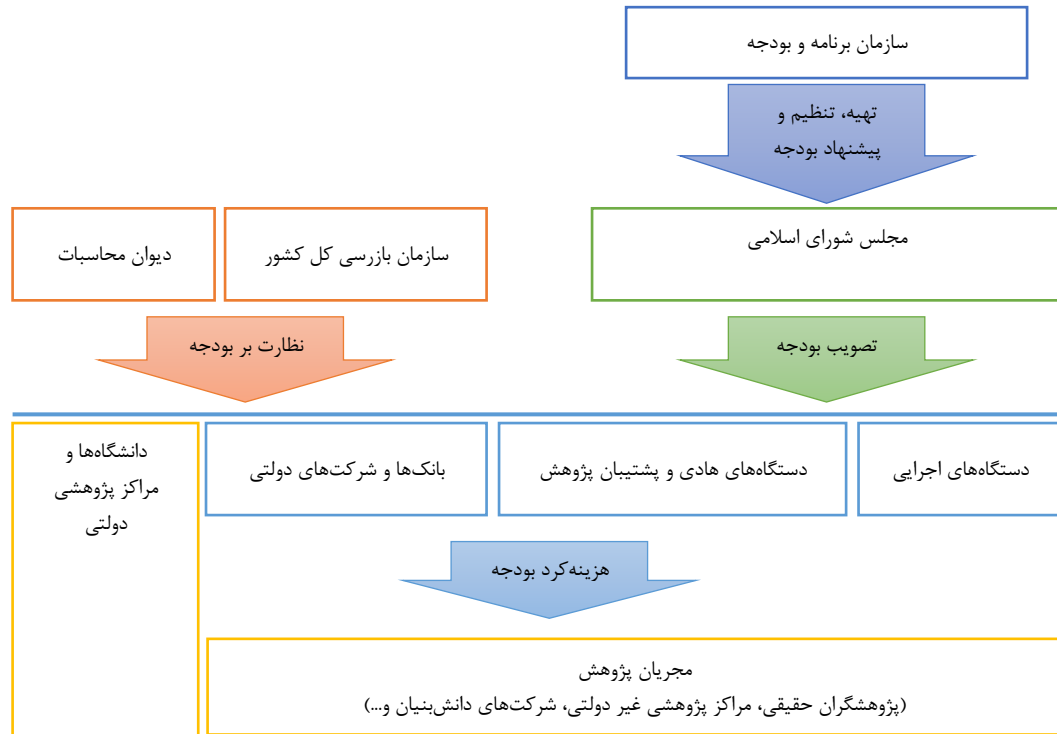 سازمان برنامه و بودجه
تهیه، تنظیم و
پیشنهاد بودجه
مجلس شورای اسلامی
سازمان بازرسی کل کشور
دیوان محاسبات
تصویب بودجه
نظارت بر بودجه
دستگاه‌های اجرایی
دستگاه‌های هادی و پشتیبان پژوهش
بانک‌ها و شرکت‌های دولتی
دانشگاه‌ها و
مراکز پژوهشی
دولتی
هزینه‌کرد بودجه
مجریان پژوهش
(پژوهشگران حقیقی، مراکز پژوهشی غیر دولتی، شرکت‌های دانش‌بنیان و...)